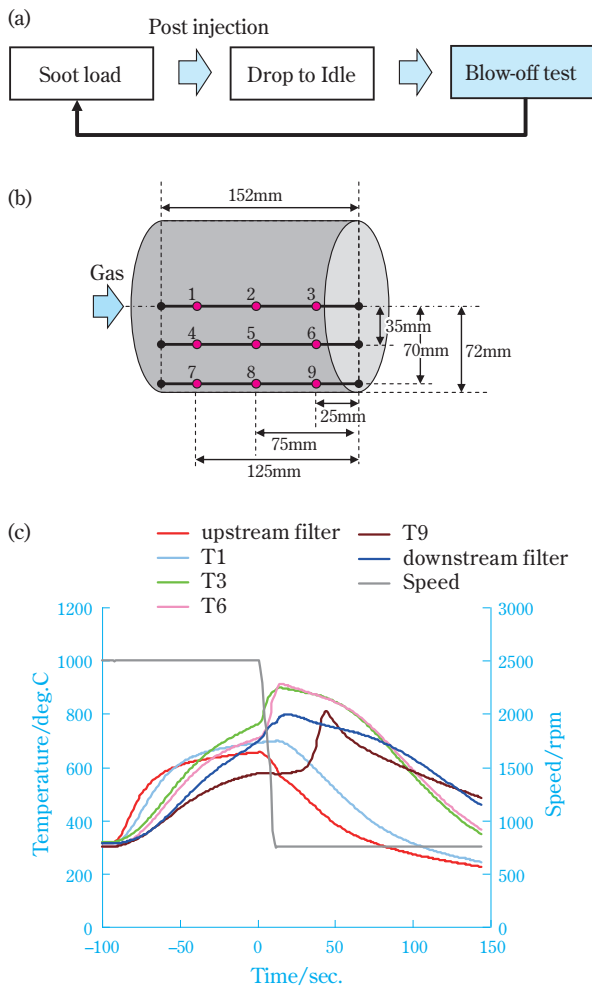 (a)
Post injection
Soot load
Drop to Idle
Blow-off test
(b)
152mm
Gas
1 2 3
4 5 6
7 8 9
35mm
70mm
72mm
25mm
75mm
125mm
(c)
upstream filter
T1
T3
T6
T9
downstream filter
Speed
Temperature/deg.C
1200
1000
800
600
400
200
0
Speed/rpm
3000
2500
2000
1500
1000
500
0
−100 −50 0 50 100 150
Time/sec.